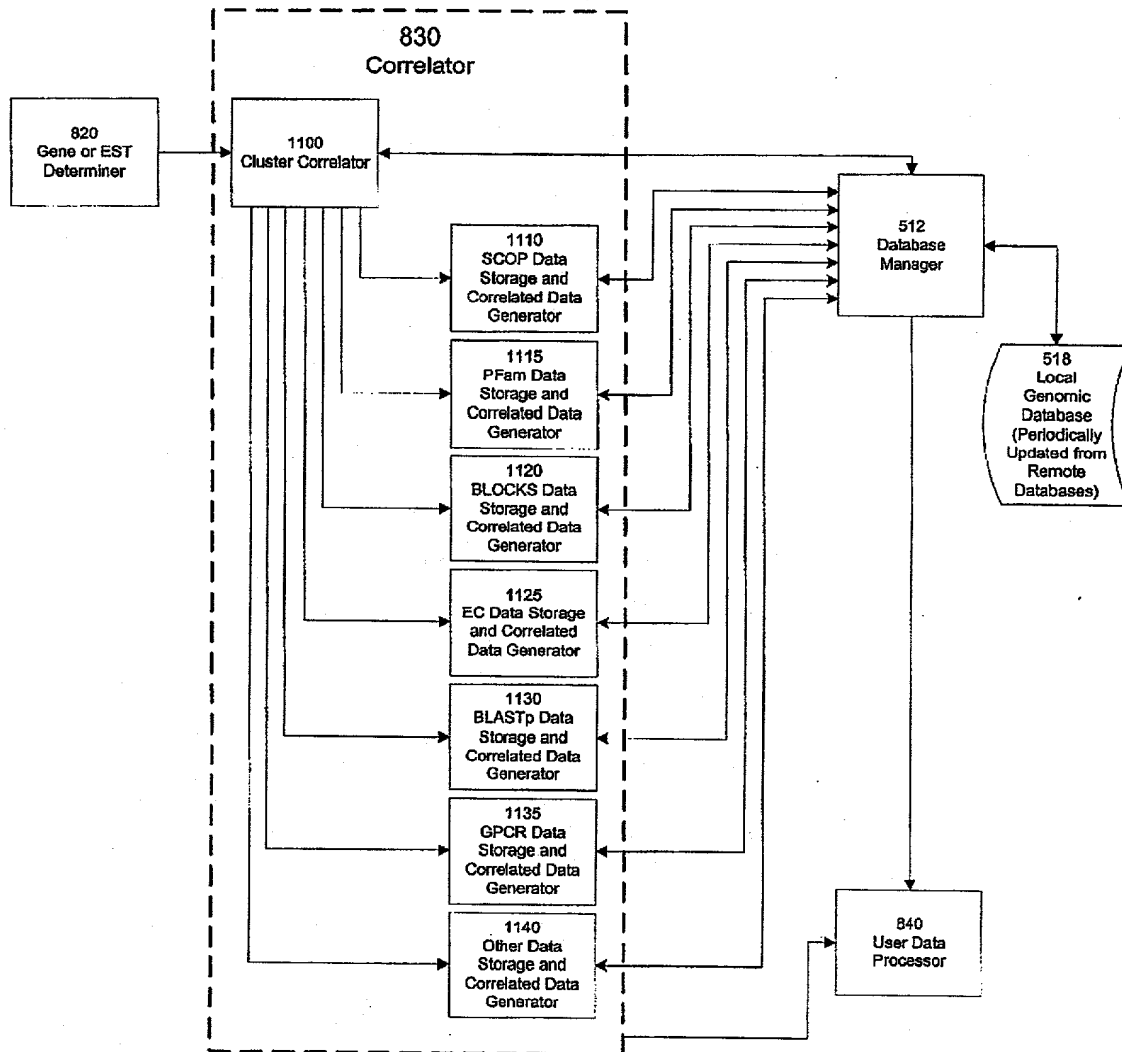 830
Correlator
820
Gene or EST
Determiner
1100
Cluster Correlator
512
Database
Manager
1110
SCOP Data
Storage and
Correlated Data
Generator
518
Local
Genomic
Database
(Periodically
Updated from
Remote
Databases)
1115
PFam Data
Storage and
Correlated Data
Generator
1120
BLOCKS Data
Storage and
Correlated Data
Generator
1125
EC Data Storage
and Correlated
Data Generator
1130
BLASTp Data
Storage and
Correlated Data
Generator
1135
GPCR Data
Storage and
Correlated Data
Generator
840
User Data
Processor
1140
Other Data
Storage and
Correlated Data
Generator